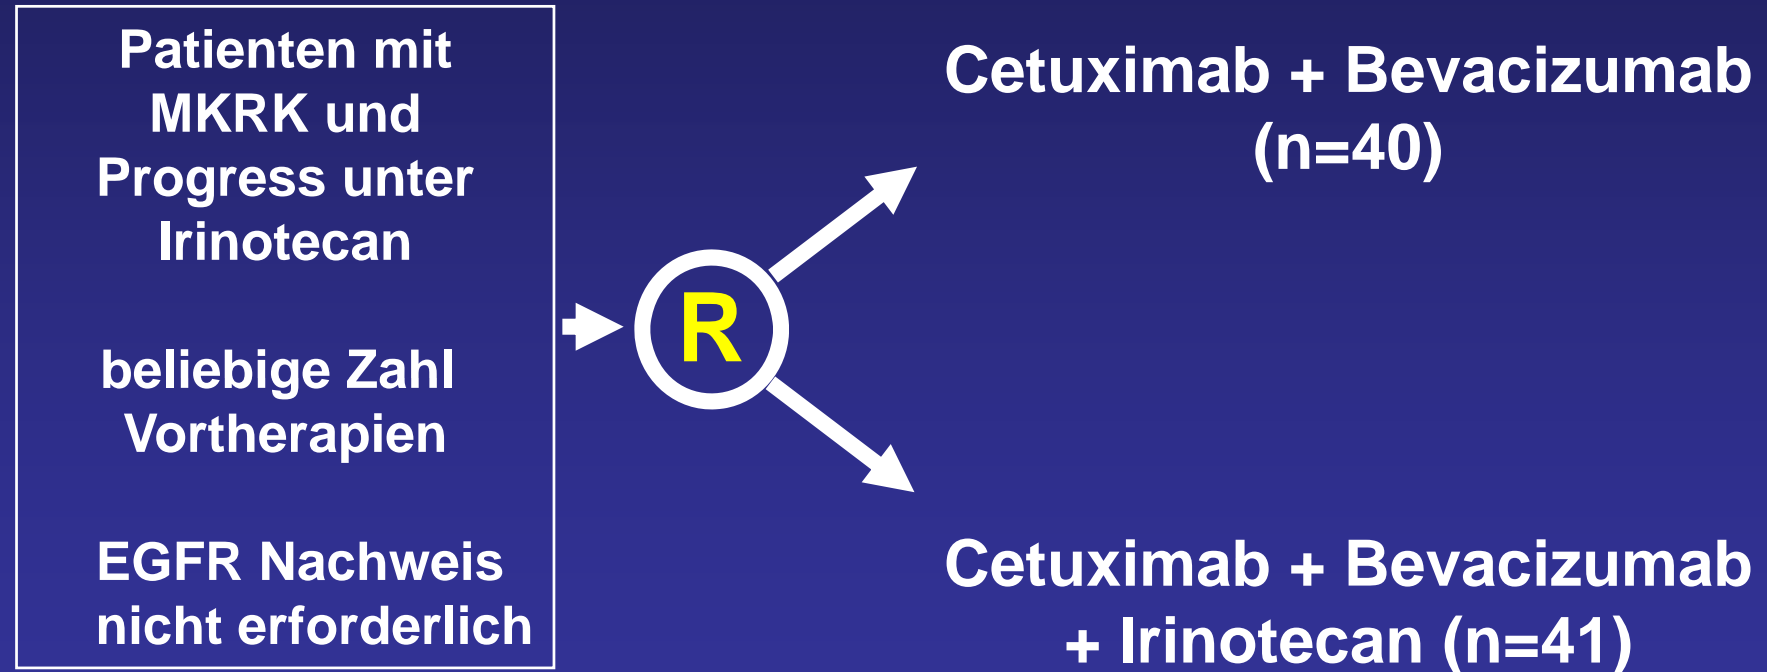 Patienten mit
MKRK und
Progress unter
Irinotecan
beliebige Zahl
Vortherapien
EGFR Nachweis
nicht erforderlich
R
Cetuximab + Bevacizumab
(n=40)
Cetuximab + Bevacizumab
+ Irinotecan (n=41)